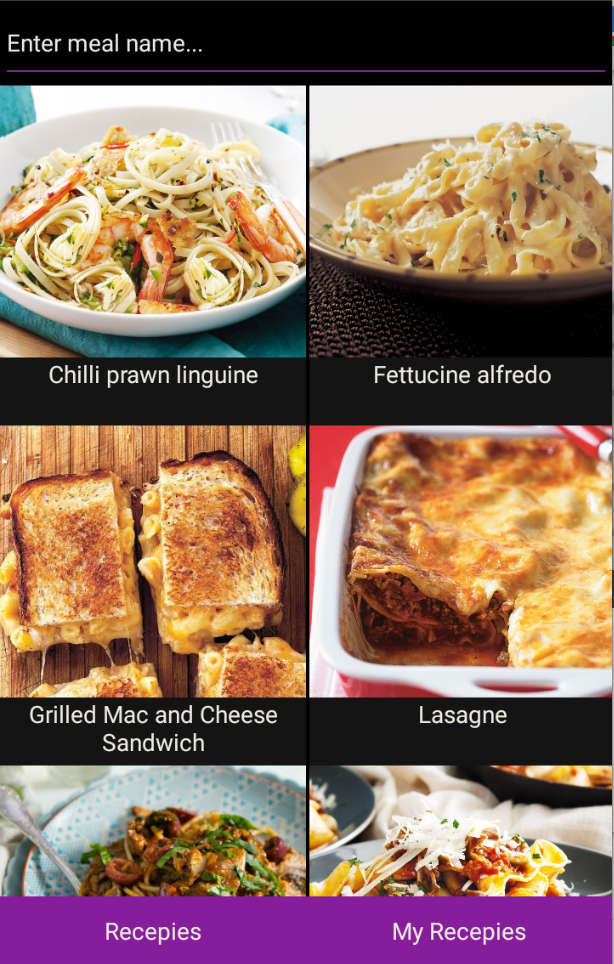 Enter meal name...
Chilli prawn linguine
Fettucine alfredo
Grilled Mac and Cheese
Sandwich
Lasagne
Recepies
My Recepies